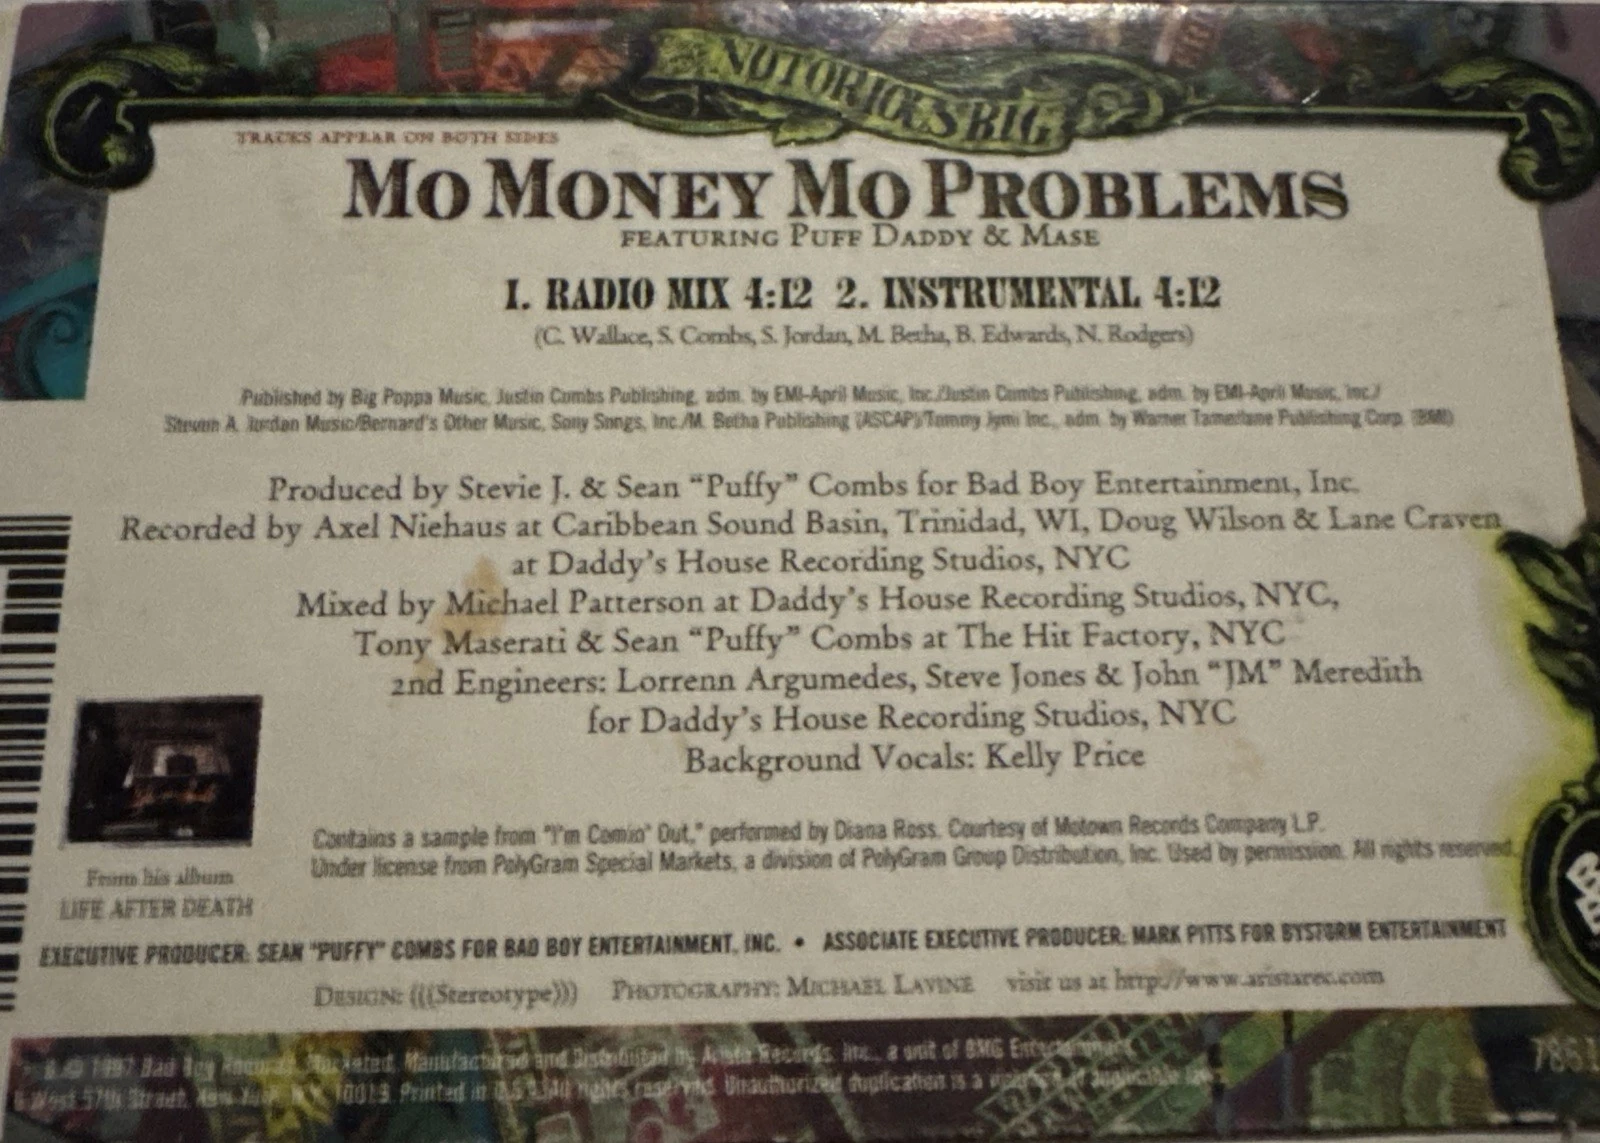 NOTORIOUS BIG
TRACKS APPEAR ON BOTH SIDES
MO MONEY MO PROBLEMS
FEATURING PUFF DADDY & MASE
1. RADIO MIX 4:12 2. INSTRUMENTAL 4:12
(C. Wallace, S. Combs, S. Jordan, M. Betha, B. Edwards, N. Rodgers)
Published by Big Poppa Music, Justin Combs Publishing, adm. by EMI-April Music, Inc./Justin Combs Publishing, adm. by EMI-April Music, Inc./
Steven A. Jordan Music/Bernard's Other Music, Sony Songs, Inc./M. Betha Publishing (ASCAP)/Tommy Jymi Inc., adm. by Warner Tamerlane Publishing Corp. (BMI)
Produced by Stevie J. & Sean “Puffy” Combs for Bad Boy Entertainment, Inc.
Recorded by Axel Niehaus at Caribbean Sound Basin, Trinidad, WI, Doug Wilson & Lane Craven
at Daddy’s House Recording Studios, NYC
Mixed by Michael Patterson at Daddy’s House Recording Studios, NYC,
Tony Maserati & Sean “Puffy” Combs at The Hit Factory, NYC
2nd Engineers: Lorrenn Argumedes, Steve Jones & John “JM” Meredith
for Daddy’s House Recording Studios, NYC
Background Vocals: Kelly Price
Contains a sample from "I'm Comin' Out," performed by Diana Ross. Courtesy of Motown Records Company L.P.
Under license from PolyGram Special Markets, a division of PolyGram Group Distribution, Inc. Used by permission. All rights reserved.
From his album
LIFE AFTER DEATH
EXECUTIVE PRODUCER: SEAN "PUFFY" COMBS FOR BAD BOY ENTERTAINMENT, INC. • ASSOCIATE EXECUTIVE PRODUCER: MARK PITTS FOR BYSTORM ENTERTAINMENT
DESIGN: (((Stereotype))) PHOTOGRAPHY: MICHAEL LAVINE visit us at http://www.aristarec.com
1997 Bad Boy Records. Marketed, Manufactured and Distributed by Arista Records, Inc., a unit of BMG Entertainment
6 West 57th Street, New York, N.Y. 10019. Printed in U.S.A. All rights reserved. Unauthorized duplication is a violation of applicable laws.
7861